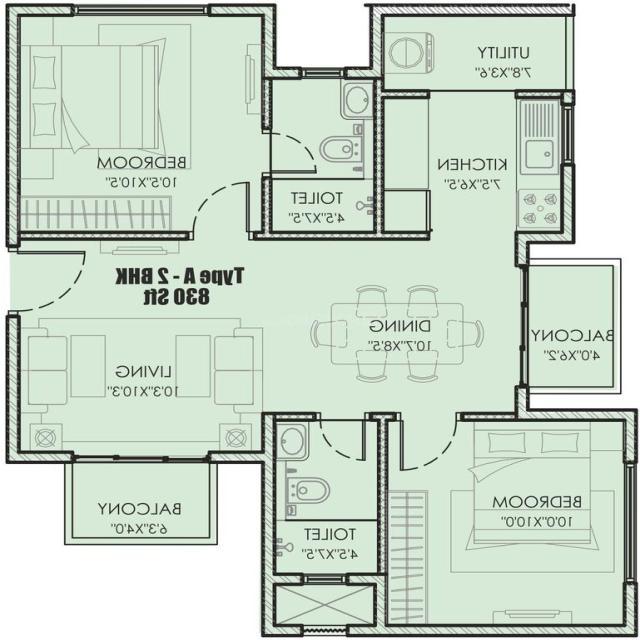 UTILITY
7'8"X3'6"
BEDROOM
10'5"X10'5"
KITCHEN
7'5"X6'5"
TOILET
4'5"X7'5"
Type A - 2 BHK
830 Sft
DINING
10'7"X8'5"
BALCONY
4'0"X6'2"
LIVING
10'3"X10'3"
BALCONY
6'3"X4'0"
TOILET
4'5"X7'5"
BEDROOM
10'0"X10'0"